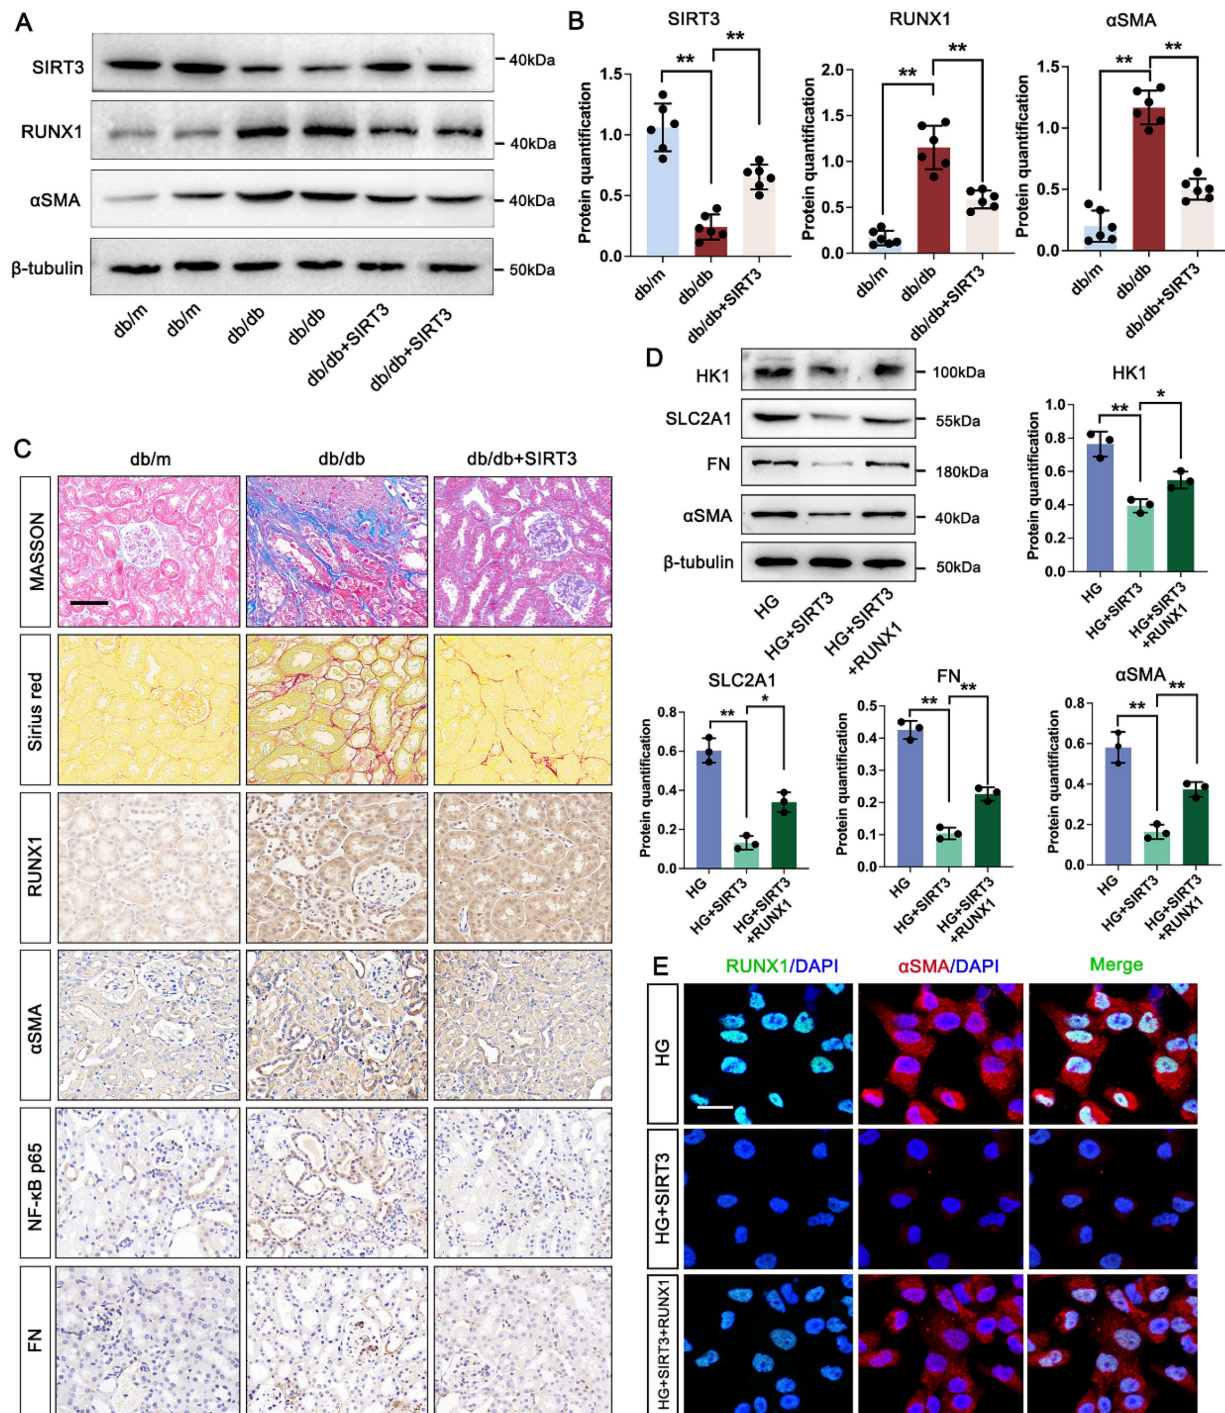 A
SIRT3
40kDa
RUNX1
40kDa
αSMA
40kDa
β-tubulin
50kDa
db/m
db/m
db/db
db/db
db/db+SIRT3
db/db+SIRT3
B
SIRT3
Protein quantification
1.5
1.0
0.5
0.0
**
**
db/m
db/db
db/db+SIRT3
RUNX1
Protein quantification
2.0
1.5
1.0
0.5
0.0
**
**
db/m
db/db
db/db+SIRT3
αSMA
Protein quantification
1.5
1.0
0.5
0.0
**
**
db/m
db/db
db/db+SIRT3
C
db/m
db/db
db/db+SIRT3
MASSON
Sirius red
RUNX1
αSMA
NF-κB p65
FN
D
HK1
100kDa
SLC2A1
55kDa
FN
180kDa
αSMA
40kDa
β-tubulin
50kDa
HG
HG+SIRT3
HG+SIRT3
+RUNX1
HK1
Protein quantification
1.0
0.8
0.6
0.4
0.2
0.0
**
*
HG
HG+SIRT3
HG+SIRT3
+RUNX1
SLC2A1
Protein quantification
0.8
0.6
0.4
0.2
0.0
**
*
HG
HG+SIRT3
HG+SIRT3
+RUNX1
FN
Protein quantification
0.5
0.4
0.3
0.2
0.1
0.0
**
**
HG
HG+SIRT3
HG+SIRT3
+RUNX1
αSMA
Protein quantification
0.8
0.6
0.4
0.2
0.0
**
**
HG
HG+SIRT3
HG+SIRT3
+RUNX1
E
RUNX1/DAPI
αSMA/DAPI
Merge
HG
HG+SIRT3
HG+SIRT3+RUNX1